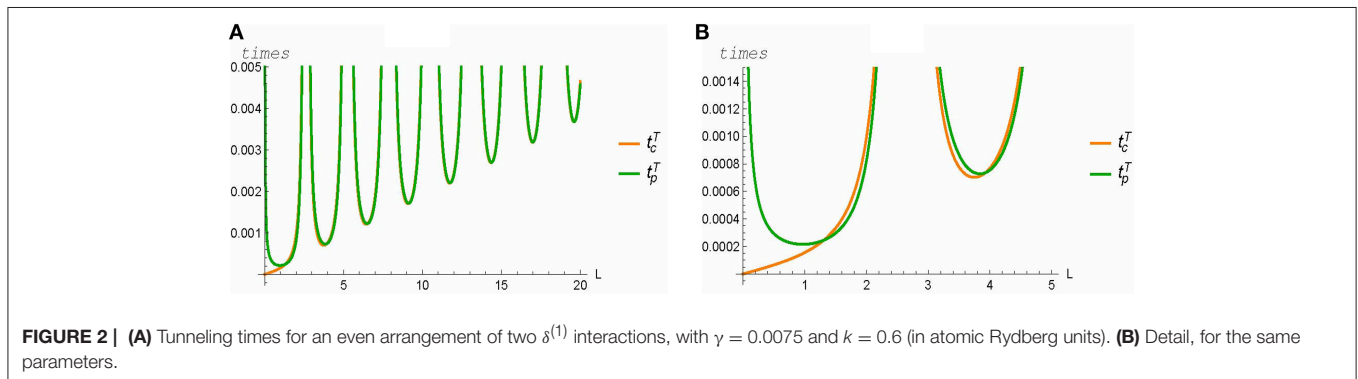 A
times
0.005
0.004
0.003
0.002
0.001
5
10
15
20
L
t_c^T
t_p^T
B
times
0.0014
0.0012
0.0010
0.0008
0.0006
0.0004
0.0002
1
2
3
4
5
L
t_c^T
t_p^T
FIGURE 2 | (A) Tunneling times for an even arrangement of two δ⁽¹⁾ interactions, with γ = 0.0075 and k = 0.6 (in atomic Rydberg units). (B) Detail, for the same
parameters.